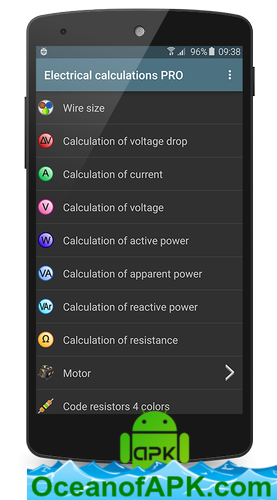 96% 09:38
Electrical calculations PRO
Wire size
ΔV Calculation of voltage drop
A Calculation of current
V Calculation of voltage
W Calculation of active power
VA Calculation of apparent power
VAr Calculation of reactive power
Ω Calculation of resistance
Motor
Code resistors 4 colors
apk
OceanofAPK.com